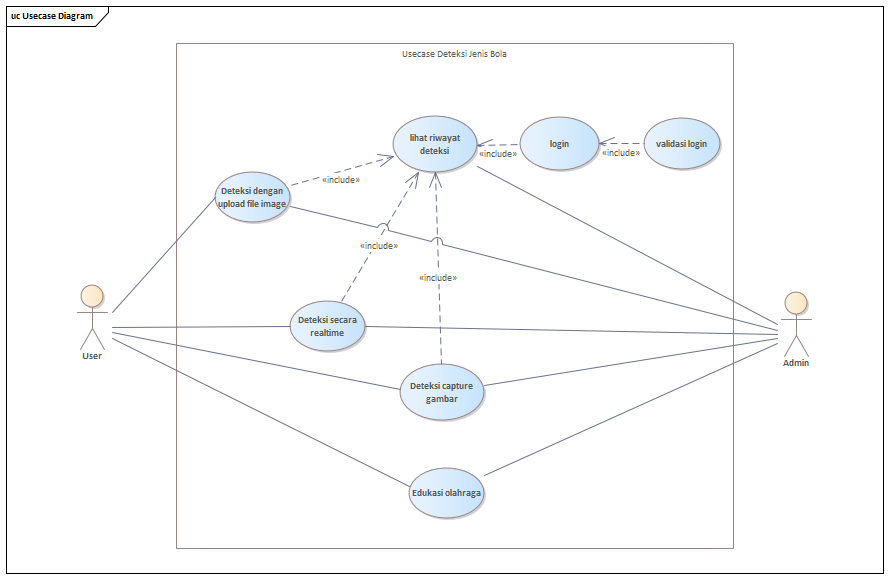 uc Usecase Diagram
Usecase Deteksi Jenis Bola
lihat riwayat
deteksi
login
validasi login
«include»
«include»
Deteksi dengan
upload file image
«include»
«include»
«include»
Deteksi secara
realtime
User
Admin
Deteksi capture
gambar
Edukasi olahraga